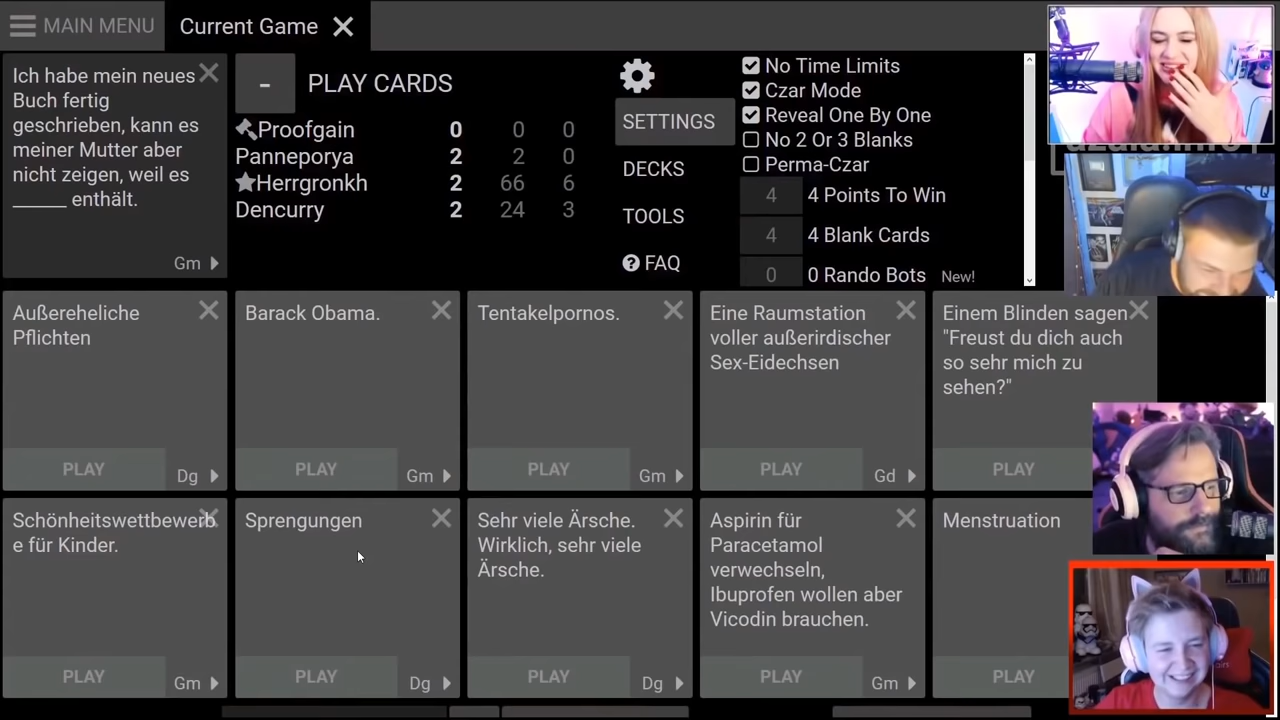 MAIN MENU
Current Game
Ich habe mein neues
Buch fertig
geschrieben, kann es
meiner Mutter aber
nicht zeigen, weil es
______ enthält.
Gm
-
PLAY CARDS
Proofgain 0 0 0
Panneporya 2 2 0
Herrgronkh 2 66 6
Dencurry 2 24 3
SETTINGS
DECKS
TOOLS
FAQ
No Time Limits
Czar Mode
Reveal One By One
No 2 Or 3 Blanks
Perma-Czar
4 4 Points To Win
4 4 Blank Cards
0 0 Rando Bots New!
Außereheliche
Pflichten
PLAY
Dg
Barack Obama.
PLAY
Gm
Tentakelpornos.
PLAY
Gm
Eine Raumstation
voller außerirdischer
Sex-Eidechsen
PLAY
Gd
Einem Blinden sagen
"Freust du dich auch
so sehr mich zu
sehen?"
PLAY
Schönheitswettbewerb
e für Kinder.
PLAY
Gm
Sprengungen
PLAY
Dg
Sehr viele Ärsche.
Wirklich, sehr viele
Ärsche.
PLAY
Dg
Aspirin für
Paracetamol
verwechseln,
Ibuprofen wollen aber
Vicodin brauchen.
PLAY
Gm
Menstruation
PLAY